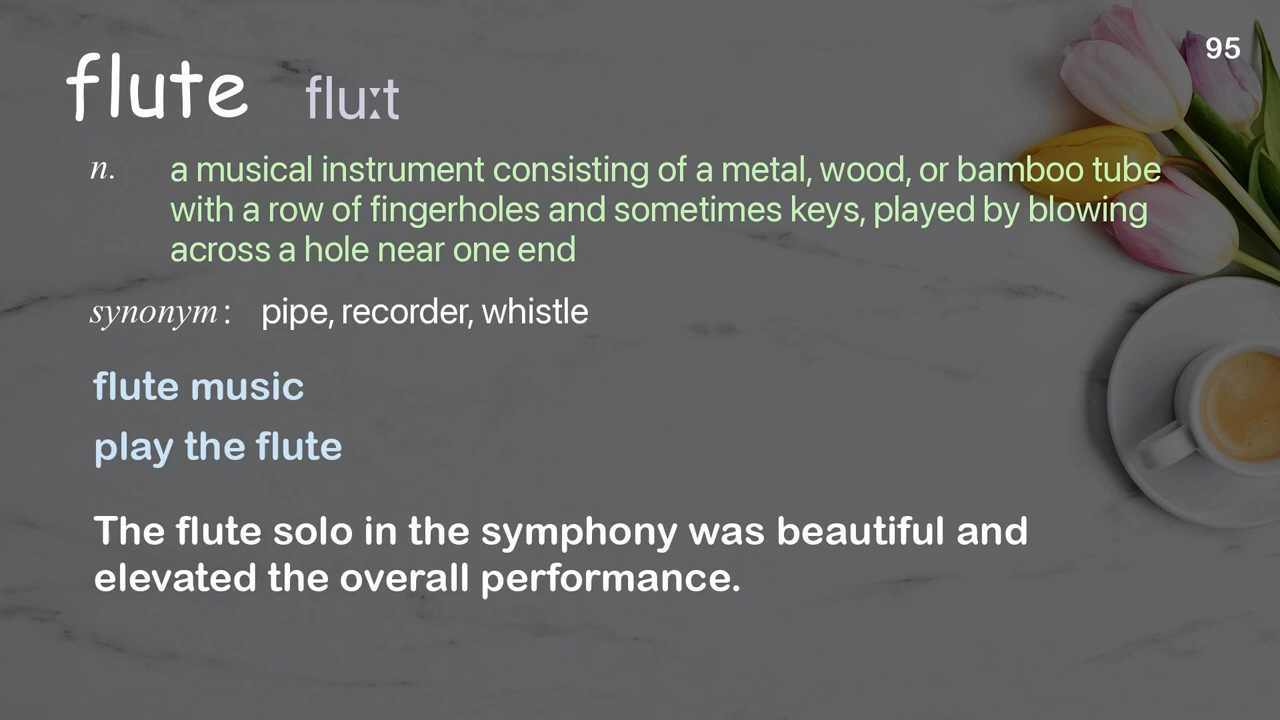 95
flute fluːt
n. a musical instrument consisting of a metal, wood, or bamboo tube
with a row of fingerholes and sometimes keys, played by blowing
across a hole near one end
synonym: pipe, recorder, whistle
flute music
play the flute
The flute solo in the symphony was beautiful and
elevated the overall performance.